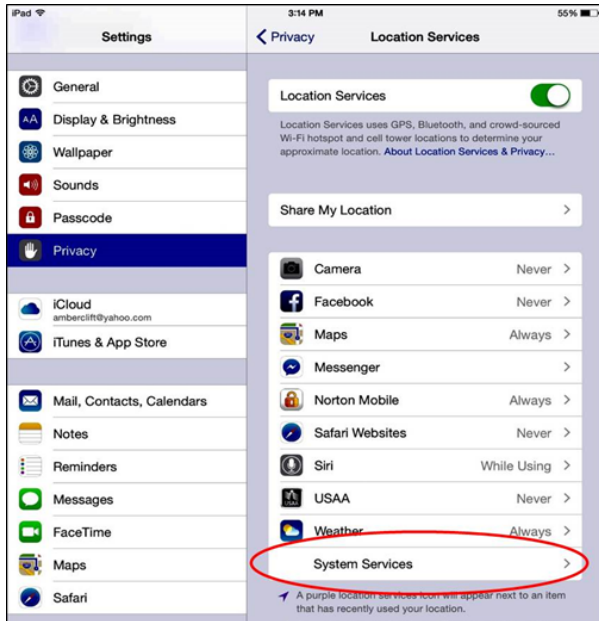 iPad
3:14 PM
55%
Settings
Privacy
Location Services
General
Display & Brightness
Wallpaper
Sounds
Passcode
Privacy
iCloud
amberclift@yahoo.com
iTunes & App Store
Mail, Contacts, Calendars
Notes
Reminders
Messages
FaceTime
Maps
Safari
Location Services
Location Services uses GPS, Bluetooth, and crowd-sourced
Wi-Fi hotspot and cell tower locations to determine your
approximate location. About Location Services & Privacy...
Share My Location
Camera Never
Facebook Never
Maps Always
Messenger
Norton Mobile Always
Safari Websites Never
Siri While Using
USAA Never
Weather Always
System Services
A purple location services icon will appear next to an item
that has recently used your location.